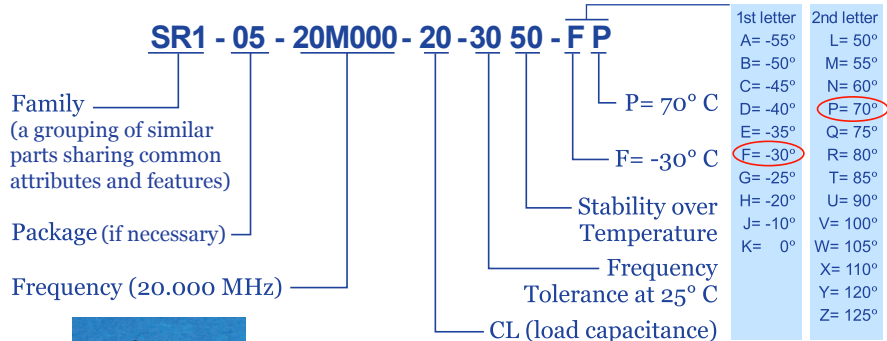 SR1 - 05 - 20M000 - 20 - 30 50 - F P
Family
(a grouping of similar
parts sharing common
attributes and features)
Package (if necessary)
Frequency (20.000 MHz)
P= 70° C
F= -30° C
Stability over
Temperature
Frequency
Tolerance at 25° C
CL (load capacitance)
1st letter
A= -55°
B= -50°
C= -45°
D= -40°
E= -35°
F= -30°
G= -25°
H= -20°
J= -10°
K= 0°
2nd letter
L= 50°
M= 55°
N= 60°
P= 70°
Q= 75°
R= 80°
T= 85°
U= 90°
V= 100°
W= 105°
X= 110°
Y= 120°
Z= 125°